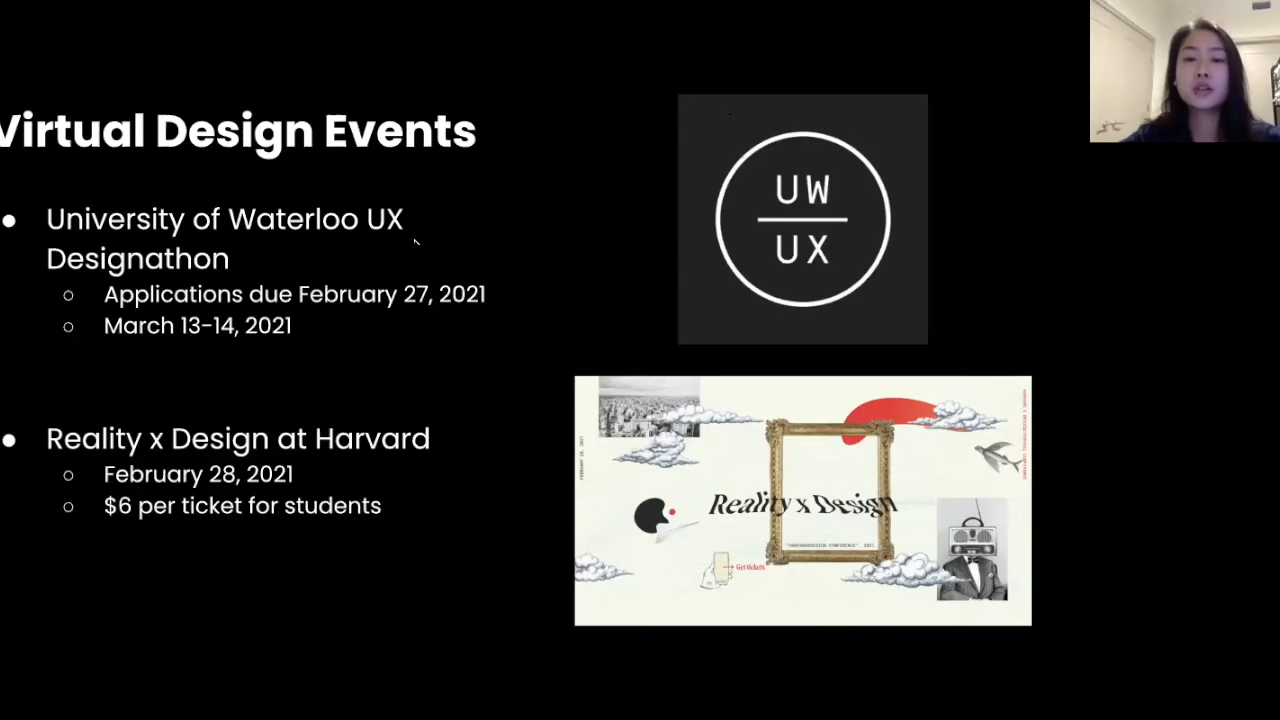 Virtual Design Events
● University of Waterloo UX
Designathon
○ Applications due February 27, 2021
○ March 13-14, 2021
● Reality x Design at Harvard
○ February 28, 2021
○ $6 per ticket for students
UW
UX
Reality x Design
→ Get tickets